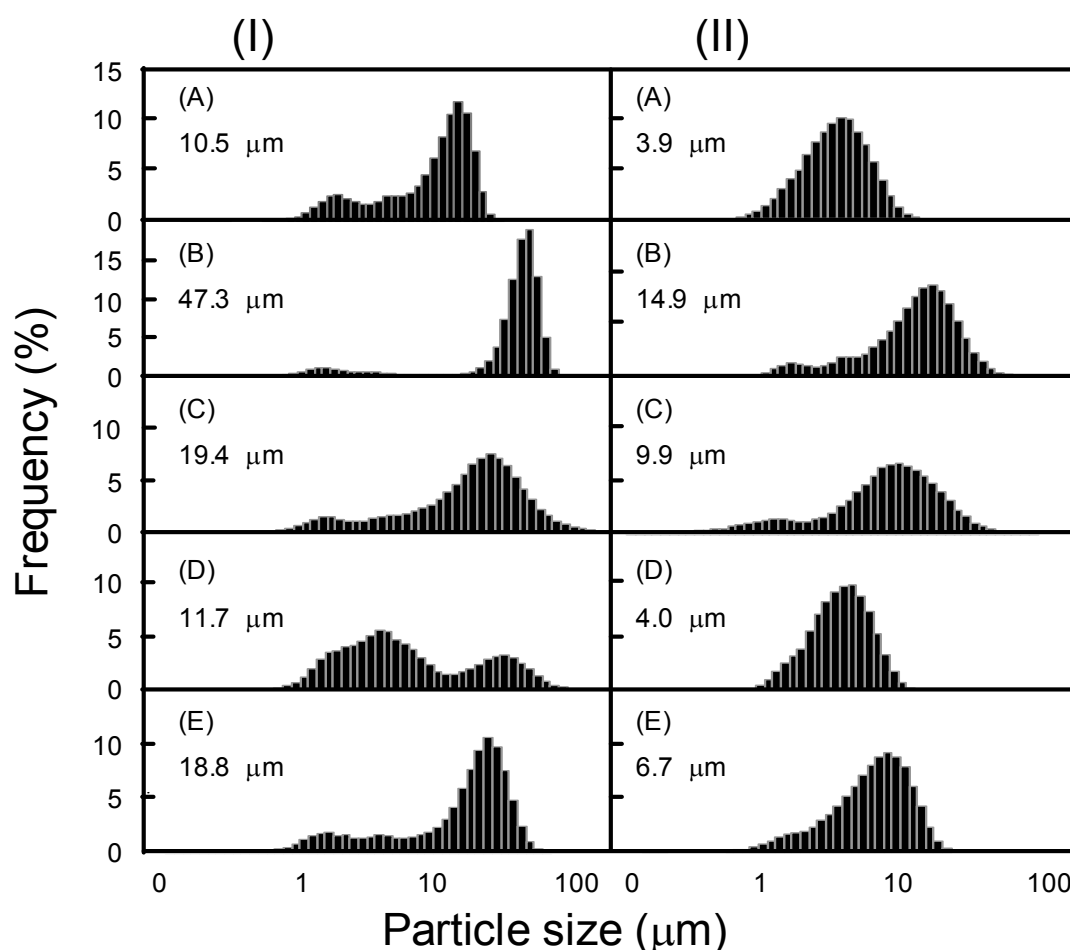 (I)
(II)
Frequency (%)
15
10
5
0
(A)
10.5 μm
(A)
3.9 μm
15
10
5
0
(B)
47.3 μm
(B)
14.9 μm
10
5
0
(C)
19.4 μm
(C)
9.9 μm
10
5
0
(D)
11.7 μm
(D)
4.0 μm
10
5
0
(E)
18.8 μm
(E)
6.7 μm
0 1 10 100 0 1 10 100
Particle size (μm)